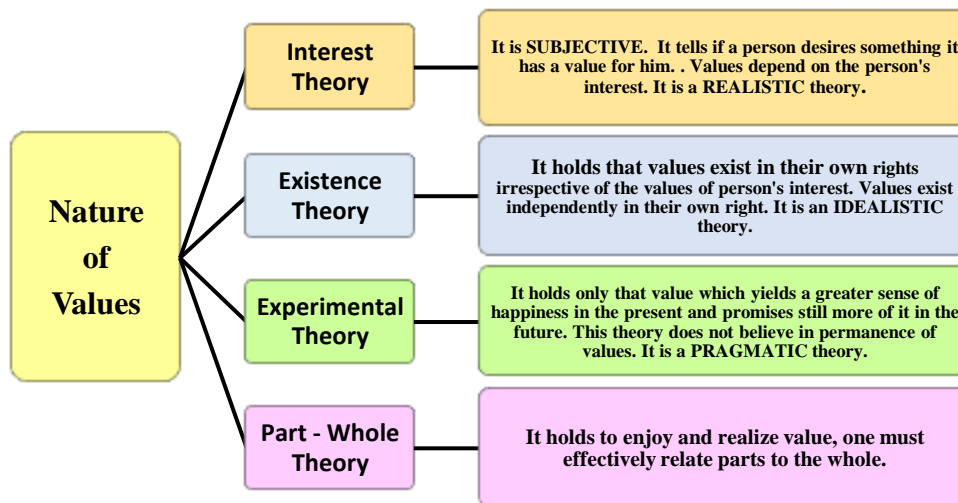 Nature
of
Values
Interest
Theory
It is SUBJECTIVE. It tells if a person desires something it
has a value for him. . Values depend on the person's
interest. It is a REALISTIC theory.
Existence
Theory
It holds that values exist in their own rights
irrespective of the values of person's interest. Values exist
independently in their own right. It is an IDEALISTIC
theory.
Experimental
Theory
It holds only that value which yields a greater sense of
happiness in the present and promises still more of it in the
future. This theory does not believe in permanence of
values. It is a PRAGMATIC theory.
Part - Whole
Theory
It holds to enjoy and realize value, one must
effectively relate parts to the whole.